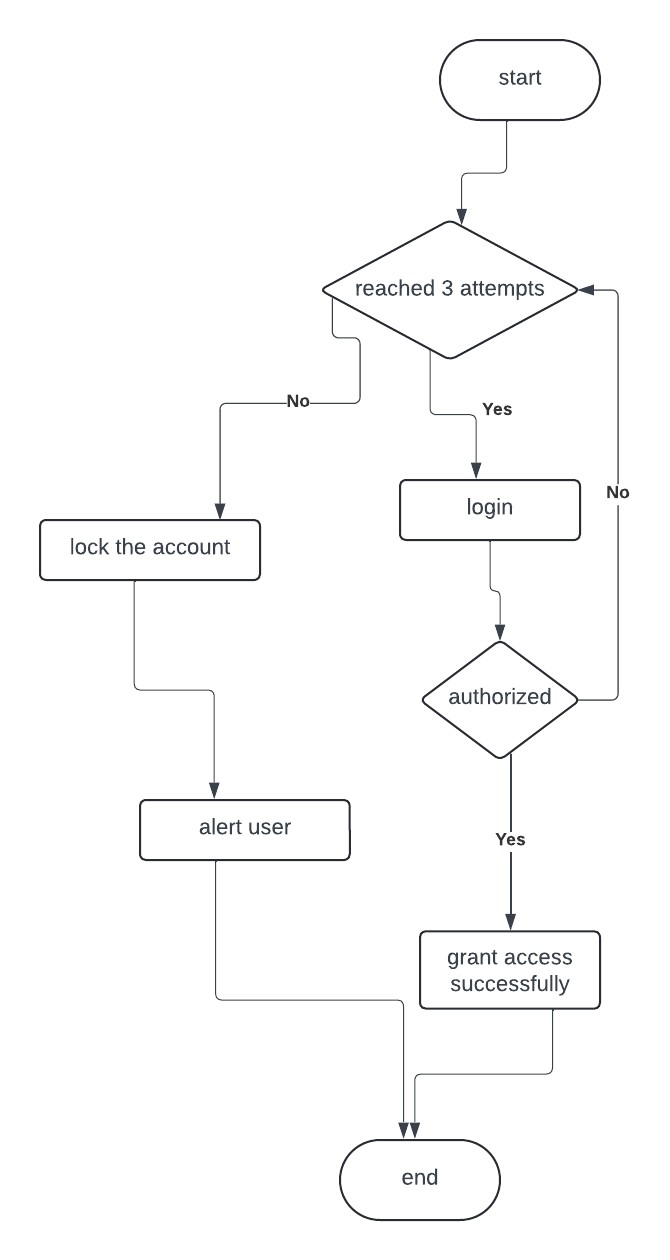 start
reached 3 attempts
No
Yes
No
login
lock the account
authorized
alert user
Yes
grant access
successfully
end